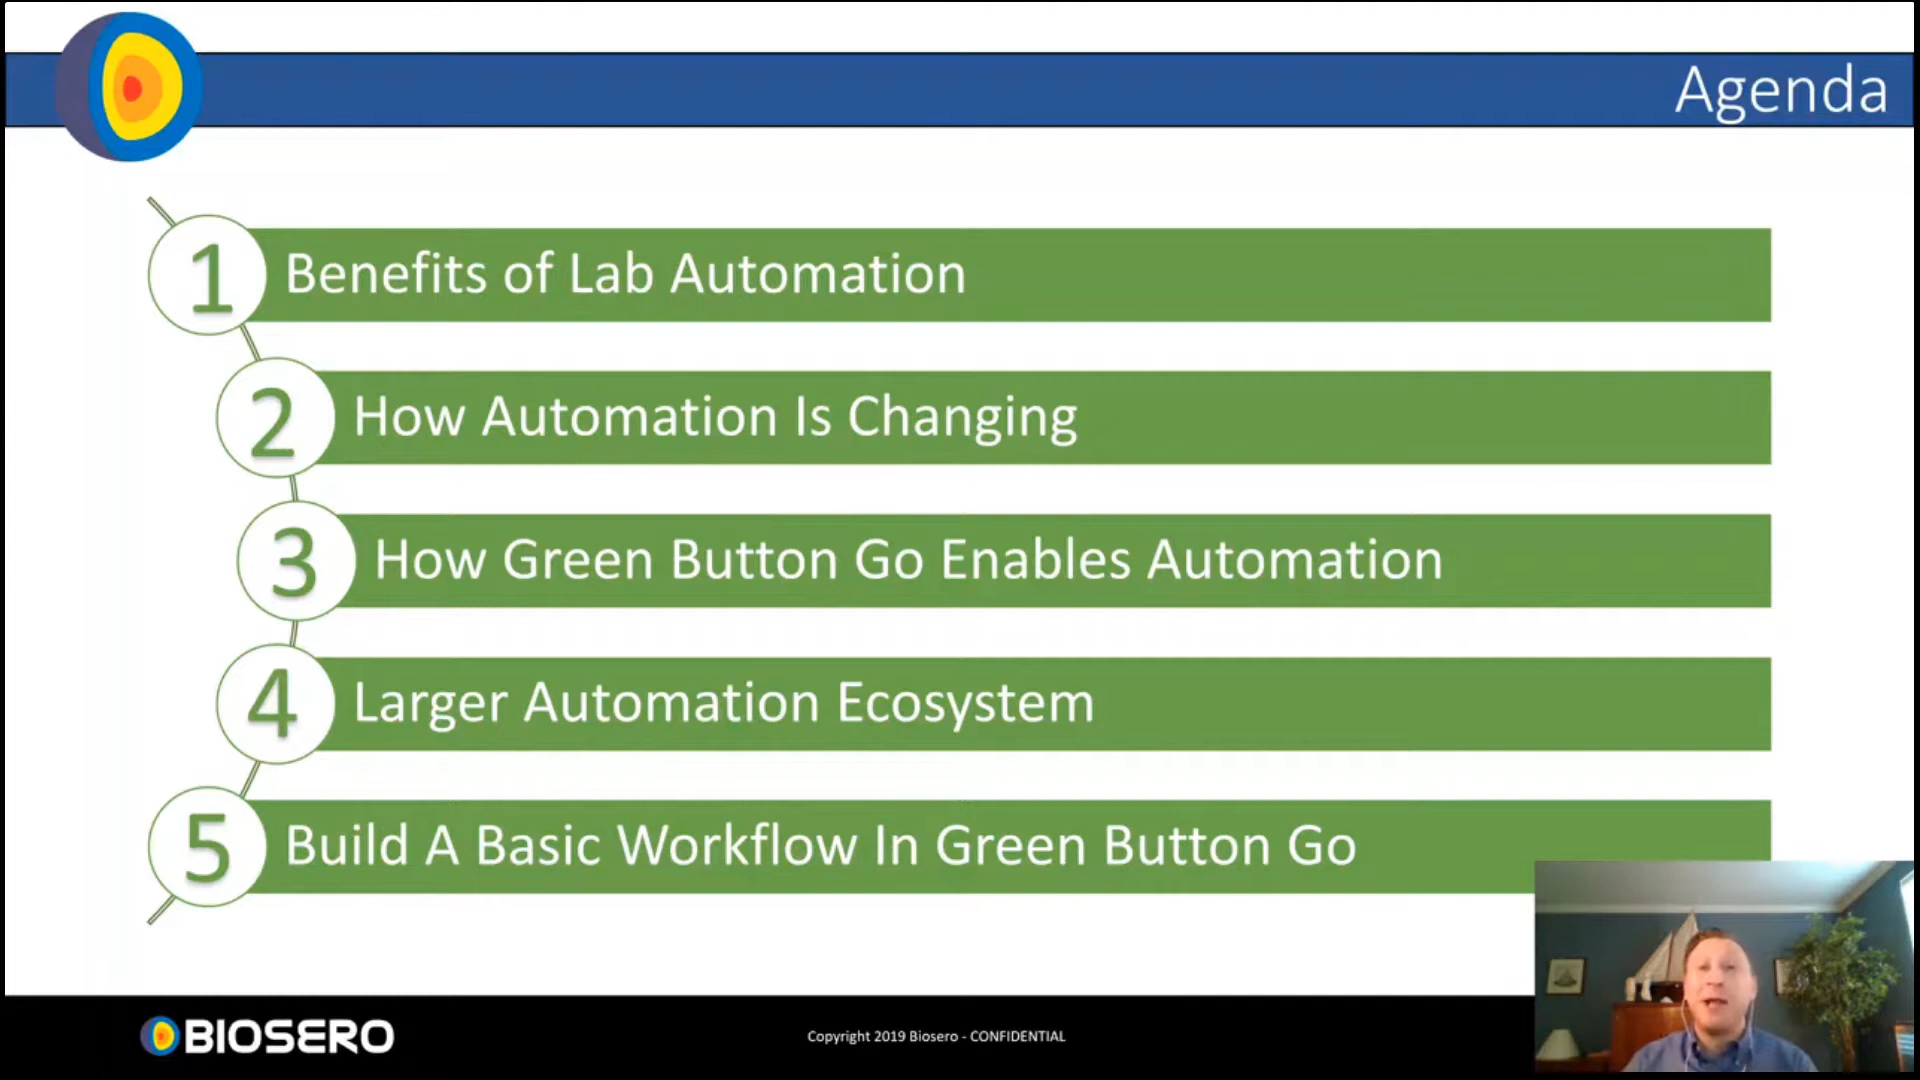 Agenda
1 Benefits of Lab Automation
2 How Automation Is Changing
3 How Green Button Go Enables Automation
4 Larger Automation Ecosystem
5 Build A Basic Workflow In Green Button Go
BIOSERO
Copyright 2019 Biosero - CONFIDENTIAL